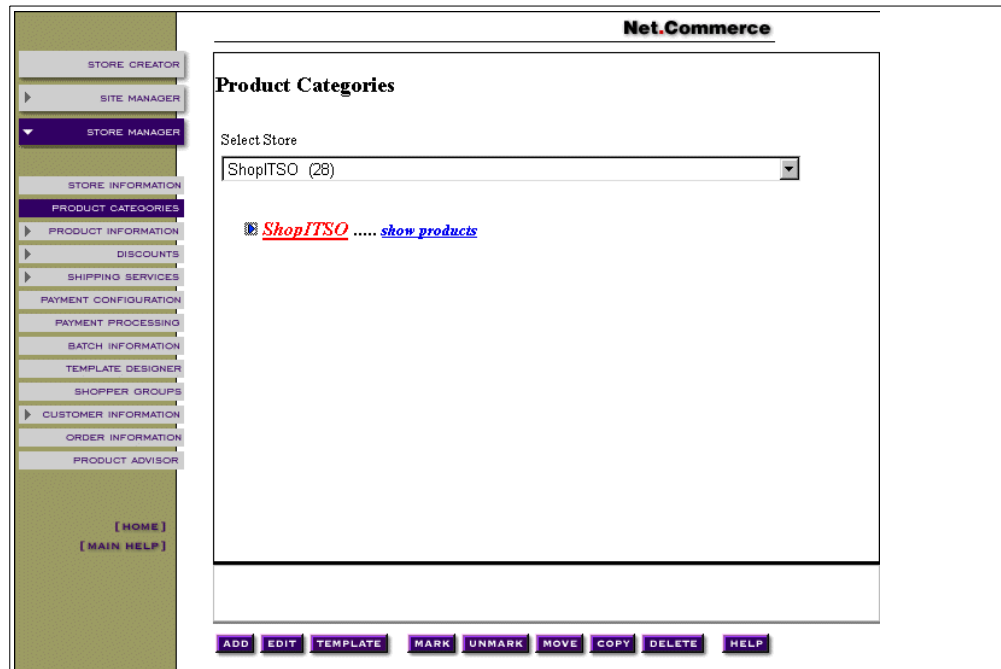 Net.Commerce
STORE CREATOR
SITE MANAGER
STORE MANAGER
STORE INFORMATION
PRODUCT CATEGORIES
PRODUCT INFORMATION
DISCOUNTS
SHIPPING SERVICES
PAYMENT CONFIGURATION
PAYMENT PROCESSING
BATCH INFORMATION
TEMPLATE DESIGNER
SHOPPER GROUPS
CUSTOMER INFORMATION
ORDER INFORMATION
PRODUCT ADVISOR
[HOME]
[MAIN HELP]
Product Categories
Select Store
ShopITSO (28)
ShopITSO ..... show products
ADD EDIT TEMPLATE MARK UNMARK MOVE COPY DELETE HELP